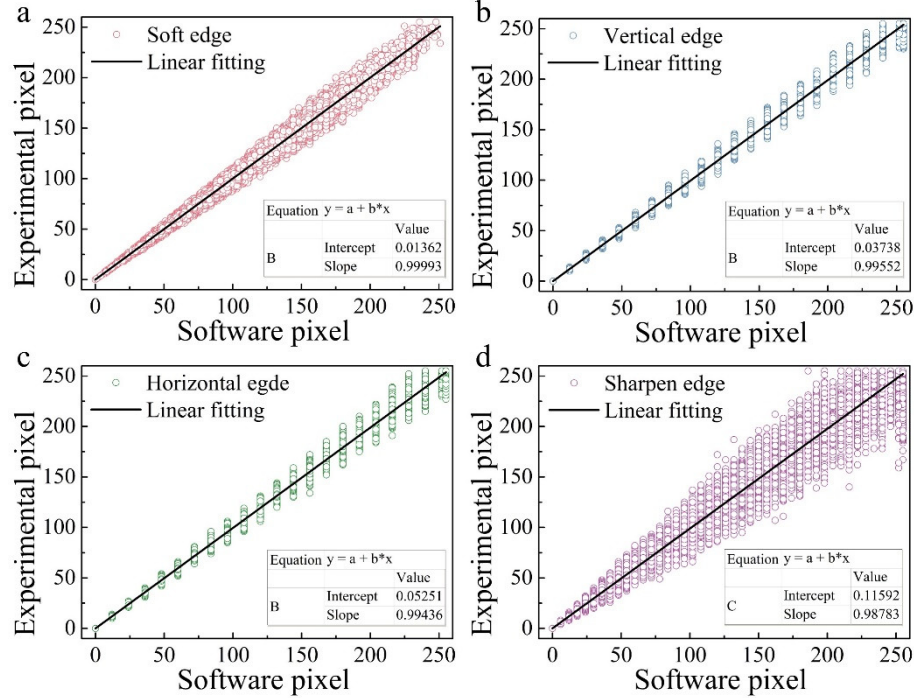 a
Soft edge
Linear fitting
Experimental pixel
250
200
150
100
50
0
Equation y = a + b*x
Value
B
Intercept 0.01362
Slope 0.99993
0 50 100 150 200 250
Software pixel
b
Vertical edge
Linear fitting
Experimental pixel
250
200
150
100
50
0
Equation y = a + b*x
Value
B
Intercept 0.03738
Slope 0.99552
0 50 100 150 200 250
Software pixel
c
Horizontal egde
Linear fitting
Experimental pixel
250
200
150
100
50
0
Equation y = a + b*x
Value
B
Intercept 0.05251
Slope 0.99436
0 50 100 150 200 250
Software pixel
d
Sharpen edge
Linear fitting
Experimental pixel
250
200
150
100
50
0
Equation y = a + b*x
Value
C
Intercept 0.11592
Slope 0.98783
0 50 100 150 200 250
Software pixel